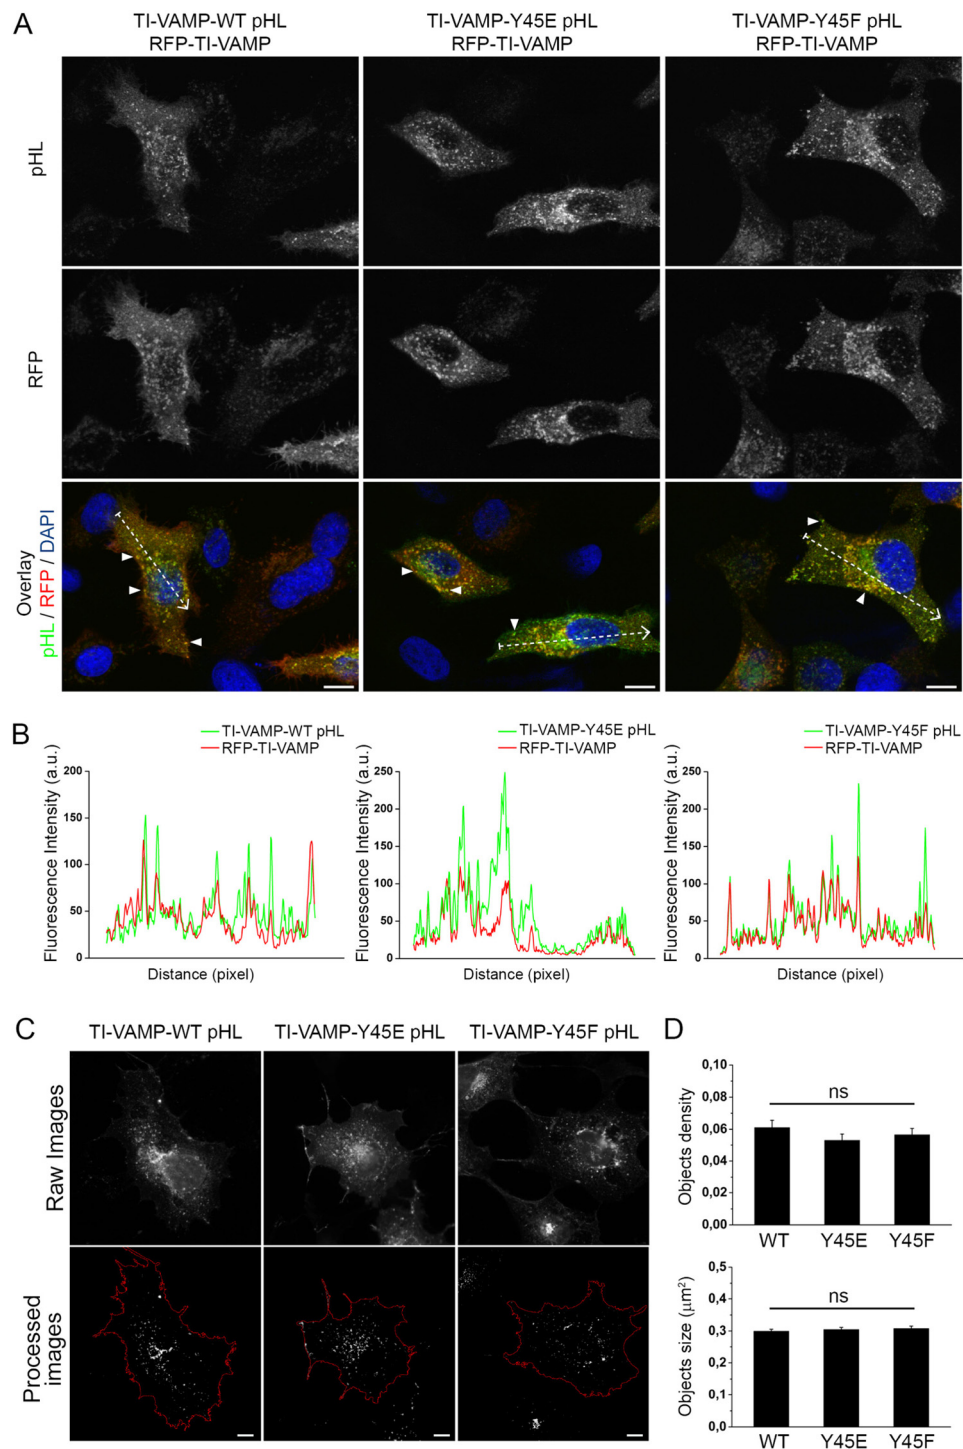 A
TI-VAMP-WT pHL
RFP-TI-VAMP
TI-VAMP-Y45E pHL
RFP-TI-VAMP
TI-VAMP-Y45F pHL
RFP-TI-VAMP
pHL
RFP
Overlay
pHL / RFP / DAPI
B
TI-VAMP-WT pHL
RFP-TI-VAMP
Fluorescence Intensity (a.u.)
200
150
100
50
0
Distance (pixel)
TI-VAMP-Y45E pHL
RFP-TI-VAMP
Fluorescence Intensity (a.u.)
250
200
150
100
50
0
Distance (pixel)
TI-VAMP-Y45F pHL
RFP-TI-VAMP
Fluorescence Intensity (a.u.)
250
200
150
100
50
0
Distance (pixel)
C
TI-VAMP-WT pHL
TI-VAMP-Y45E pHL
TI-VAMP-Y45F pHL
Raw Images
Processed
images
D
Objects density
0,10
0,08
0,06
0,04
0,02
0,00
ns
WT
Y45E
Y45F
Objects size (μm²)
0,5
0,4
0,3
0,2
0,1
0,0
ns
WT
Y45E
Y45F